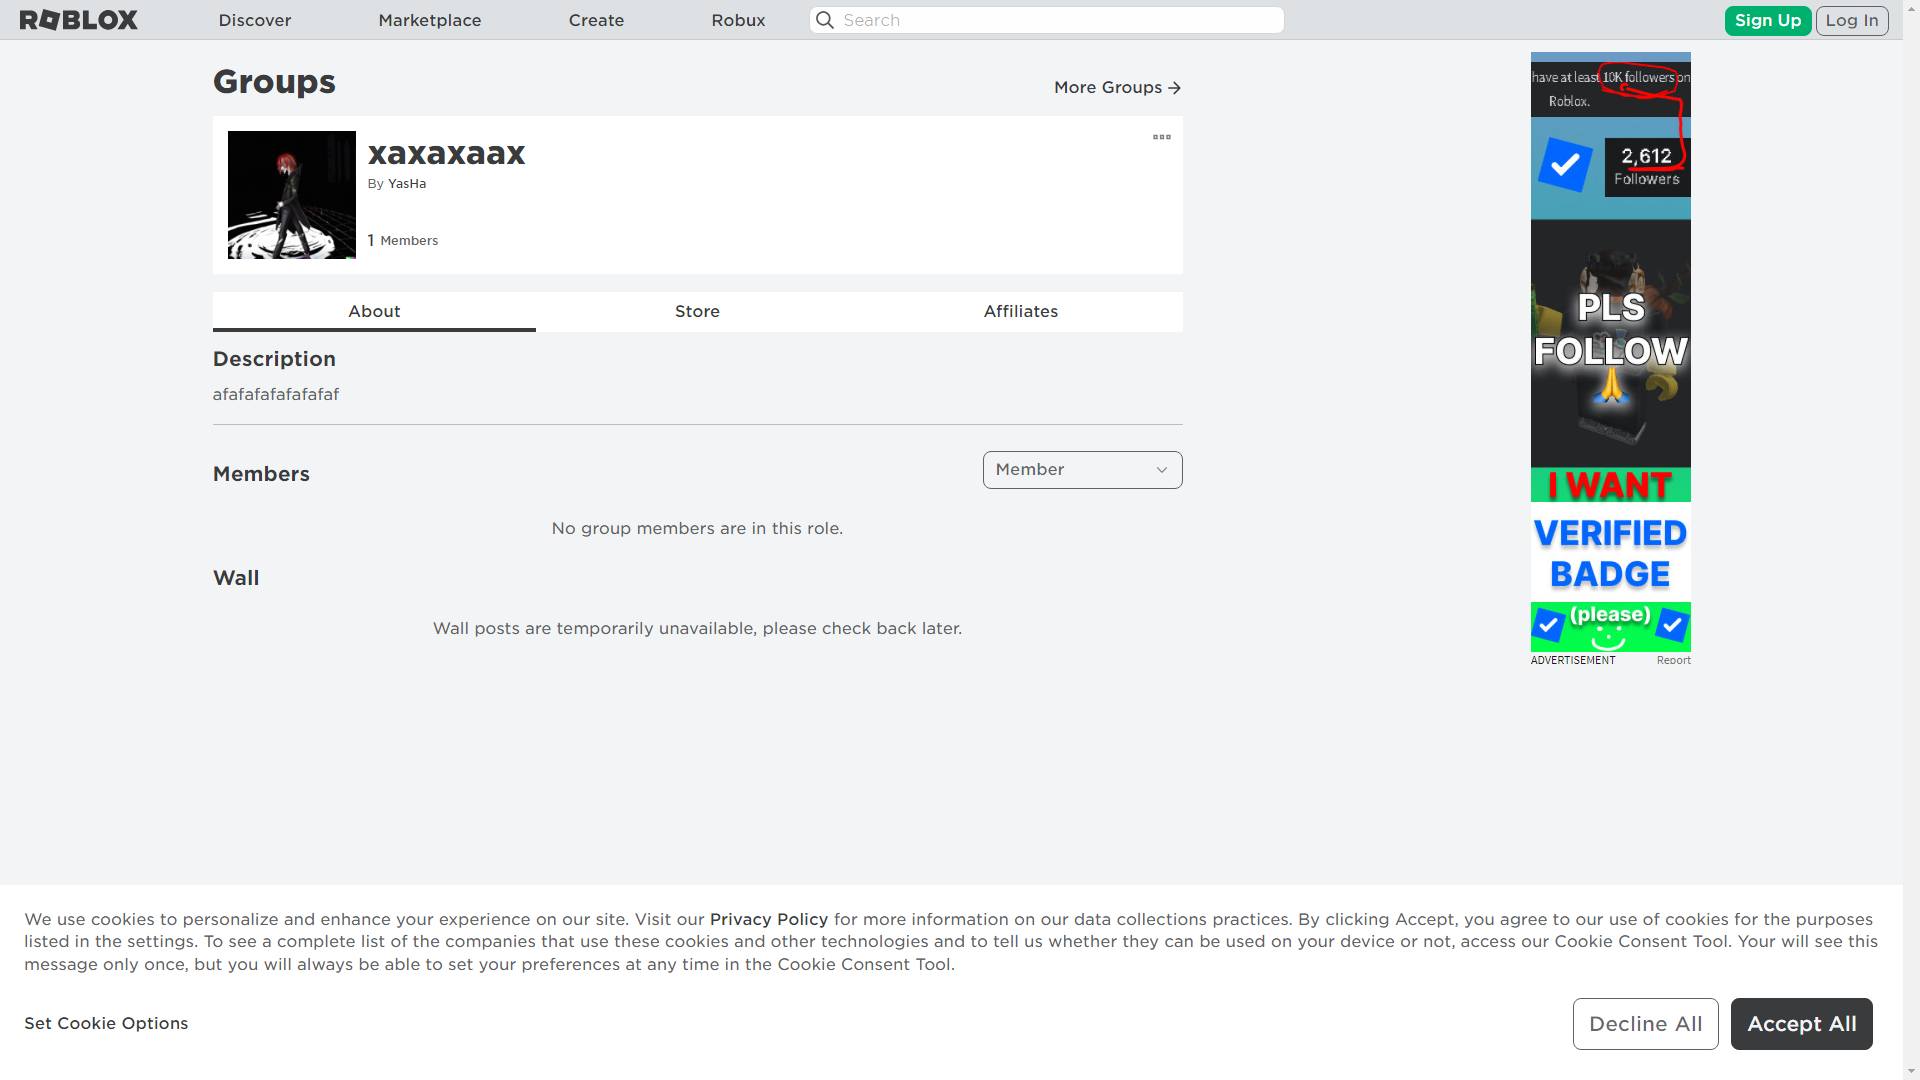 ROBLOX
Discover
Marketplace
Create
Robux
Search
Sign Up
Log In
Groups
More Groups
xaxaxaax
By YasHa
1 Members
About
Store
Affiliates
Description
afafafafafafafaf
Members
Member
No group members are in this role.
Wall
Wall posts are temporarily unavailable, please check back later.
have at least 10K followers on
Roblox.
2,612
Followers
PLS
FOLLOW
I WANT
VERIFIED
BADGE
(please)
ADVERTISEMENT
Report
We use cookies to personalize and enhance your experience on our site. Visit our Privacy Policy for more information on our data collections practices. By clicking Accept, you agree to our use of cookies for the purposes
listed in the settings. To see a complete list of the companies that use these cookies and other technologies and to tell us whether they can be used on your device or not, access our Cookie Consent Tool. Your will see this
message only once, but you will always be able to set your preferences at any time in the Cookie Consent Tool.
Set Cookie Options
Decline All
Accept All